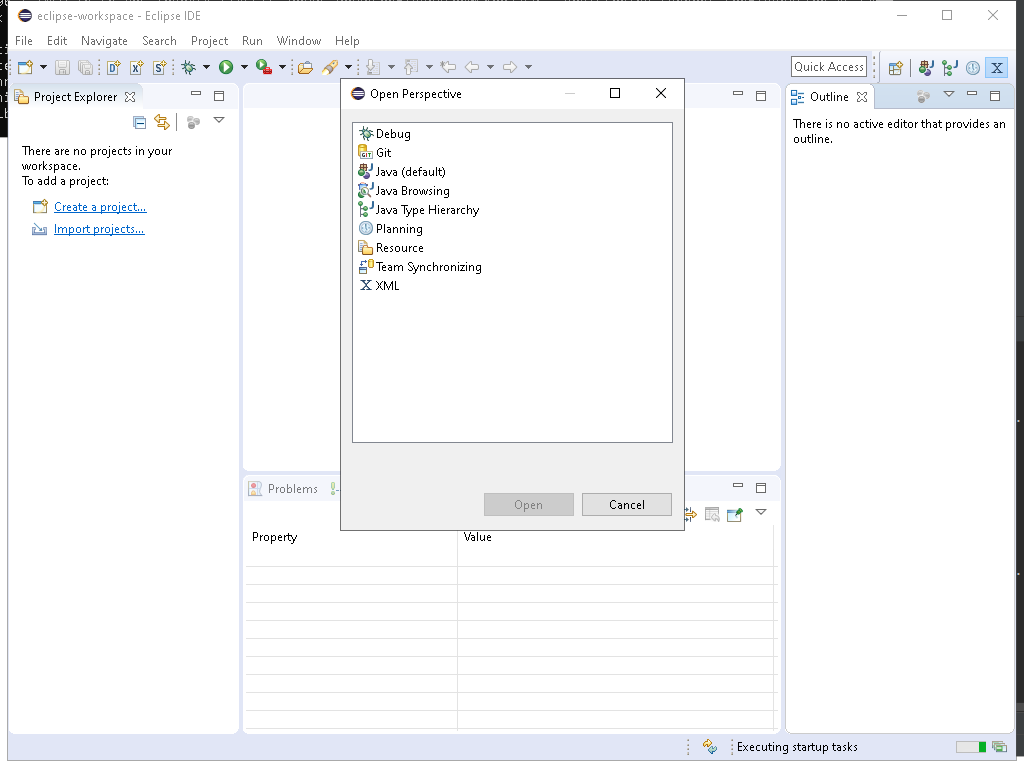 eclipse-workspace - Eclipse IDE
File Edit Navigate Search Project Run Window Help
Quick Access
Project Explorer
There are no projects in your
workspace.
To add a project:
Create a project...
Import projects...
Open Perspective
Debug
Git
Java (default)
Java Browsing
Java Type Hierarchy
Planning
Resource
Team Synchronizing
XML
Open Cancel
Outline
There is no active editor that provides an
outline.
Problems
Property Value
Executing startup tasks